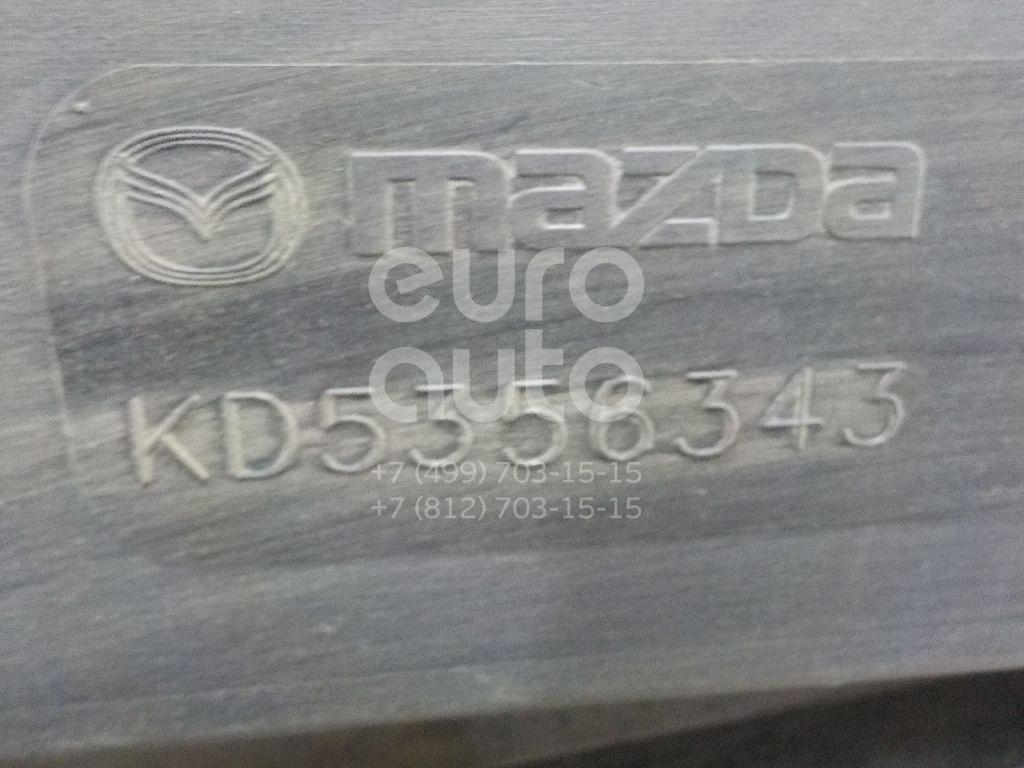 mazda
euro
auto
KD5356343
+7 (499) 703-15-15
+7 (812) 703-15-15